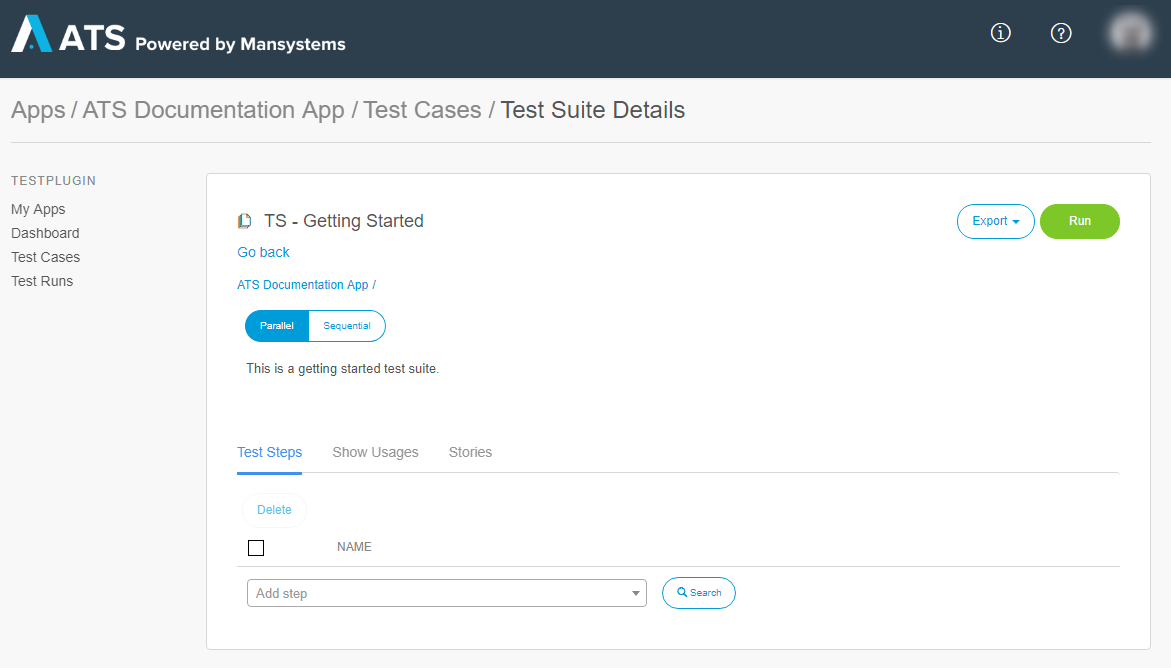 ATS Powered by Mansystems
Apps / ATS Documentation App / Test Cases / Test Suite Details
TESTPLUGIN
My Apps
Dashboard
Test Cases
Test Runs
TS - Getting Started
Export
Run
Go back
ATS Documentation App /
Parallel
Sequential
This is a getting started test suite.
Test Steps
Show Usages
Stories
Delete
NAME
Add step
Search